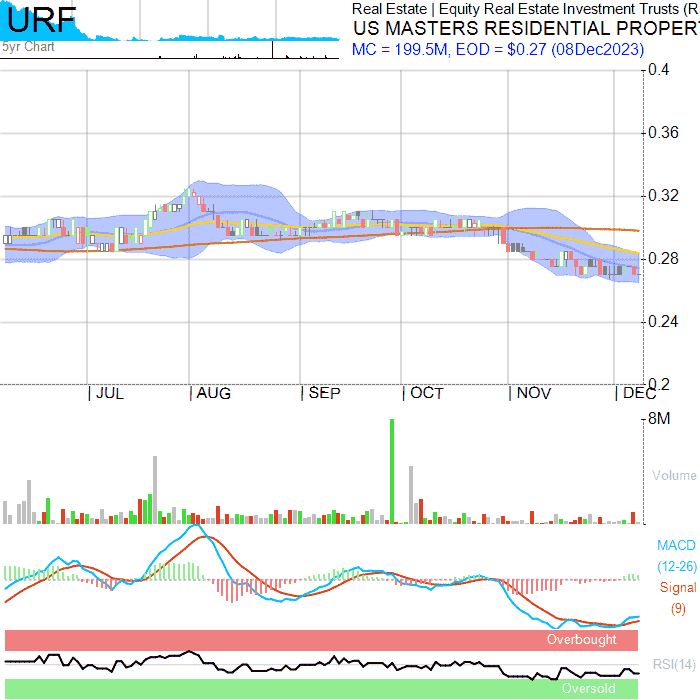 URF
5yr Chart
Real Estate | Equity Real Estate Investment Trusts (R
US MASTERS RESIDENTIAL PROPER
MC = 199.5M, EOD = $0.27 (08Dec2023)
0.4
0.36
0.32
0.28
0.24
0.2
JUL AUG SEP OCT NOV DEC
8M
Volume
MACD
(12-26)
Signal
(9)
Overbought
RSI(14)
Oversold